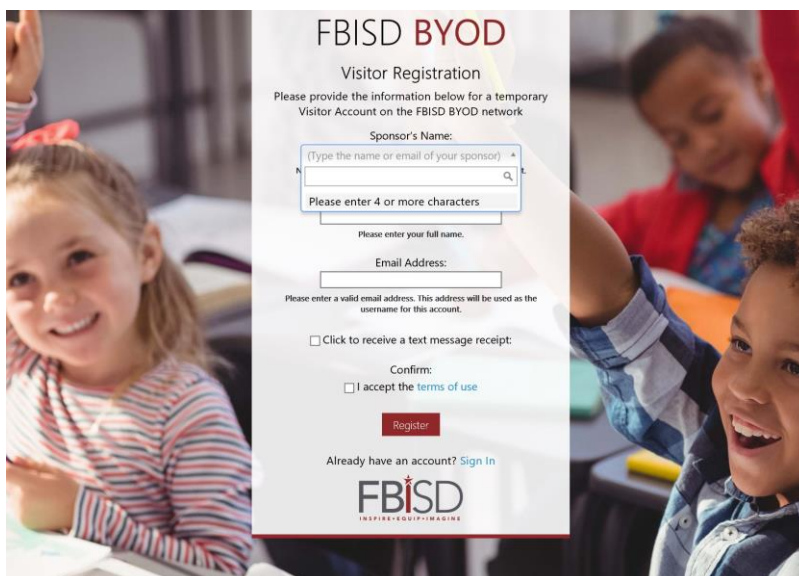 FBISD BYOD
Visitor Registration
Please provide the information below for a temporary
Visitor Account on the FBISD BYOD network
Sponsor's Name:
(Type the name or email of your sponsor)
Please enter 4 or more characters
Please enter your full name.
Email Address:
Please enter a valid email address. This address will be used as the
username for this account.
Click to receive a text message receipt:
Confirm:
I accept the terms of use
Register
Already have an account? Sign In
FBISD
INSPIRE•EQUIP•IMAGINE